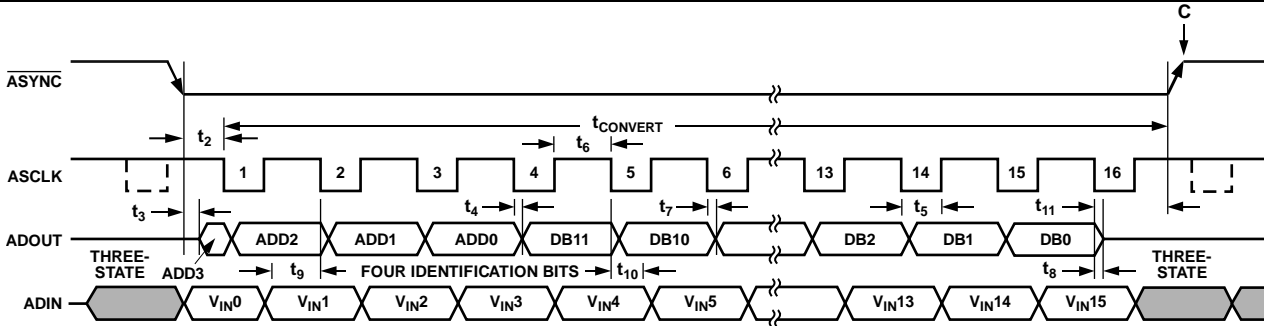 C
ASYNC
t2
tCONVERT
t6
ASCLK
1 2 3 4 5 6 13 14 15 16
t3 t4 t7 t5 t11
ADOUT
ADD2 ADD1 ADD0 DB11 DB10 DB2 DB1 DB0
THREE-
STATE
ADD3
t9
FOUR IDENTIFICATION BITS
t10
t8
THREE-
STATE
ADIN
VIN0 VIN1 VIN2 VIN3 VIN4 VIN5 VIN13 VIN14 VIN15